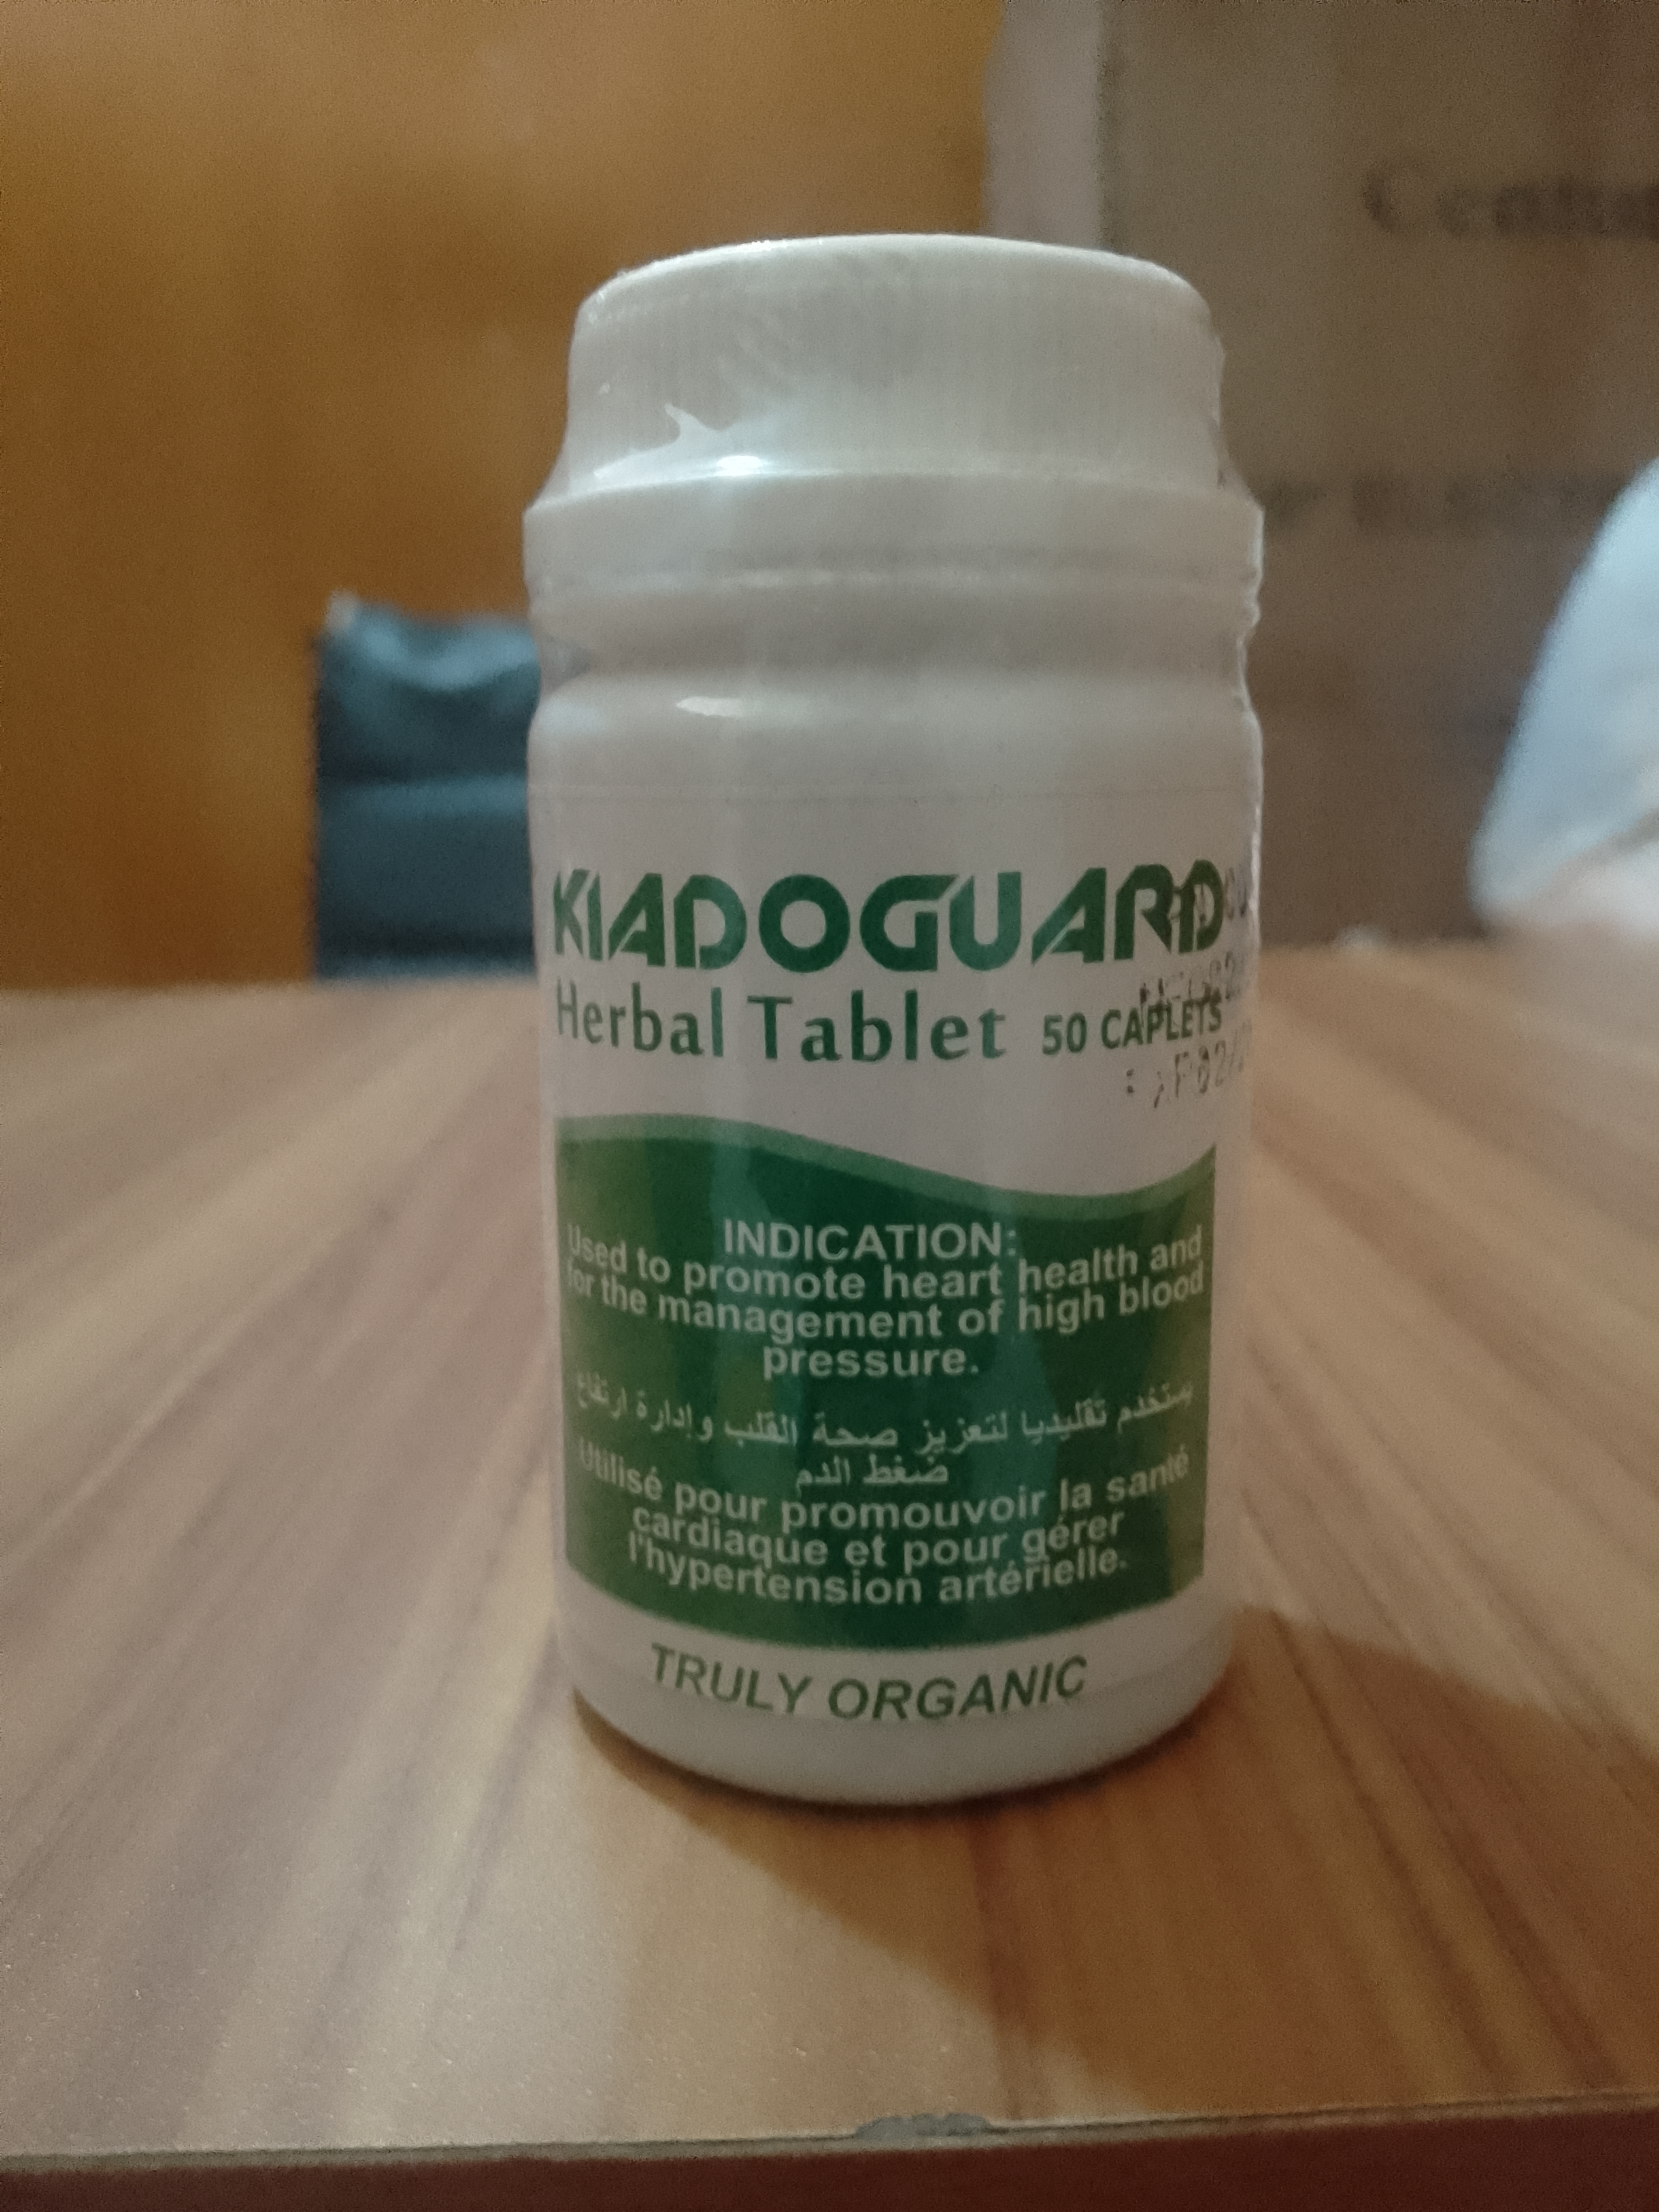 KIADOGUARD
Herbal Tablet 50 CAPLETS
INDICATION:
Used to promote heart health and
for the management of high blood
pressure.
يستخدم تقليديا لتعزيز صحة القلب وإدارة ارتفاع
ضغط الدم
Utilisé pour promouvoir la santé
cardiaque et pour gérer
l'hypertension artérielle.
TRULY ORGANIC